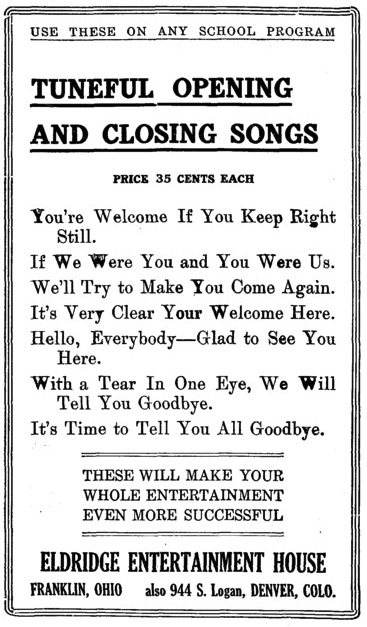 USE THESE ON ANY SCHOOL PROGRAM
TUNEFUL OPENING
AND CLOSING SONGS
PRICE 35 CENTS EACH
You're Welcome If You Keep Right
Still.
If We Were You and You Were Us.
We'll Try to Make You Come Again.
It's Very Clear Your Welcome Here.
Hello, Everybody—Glad to See You
Here.
With a Tear In One Eye, We Will
Tell You Goodbye.
It's Time to Tell You All Goodbye.
THESE WILL MAKE YOUR
WHOLE ENTERTAINMENT
EVEN MORE SUCCESSFUL
ELDRIDGE ENTERTAINMENT HOUSE
FRANKLIN, OHIO also 944 S. Logan, DENVER, COLO.